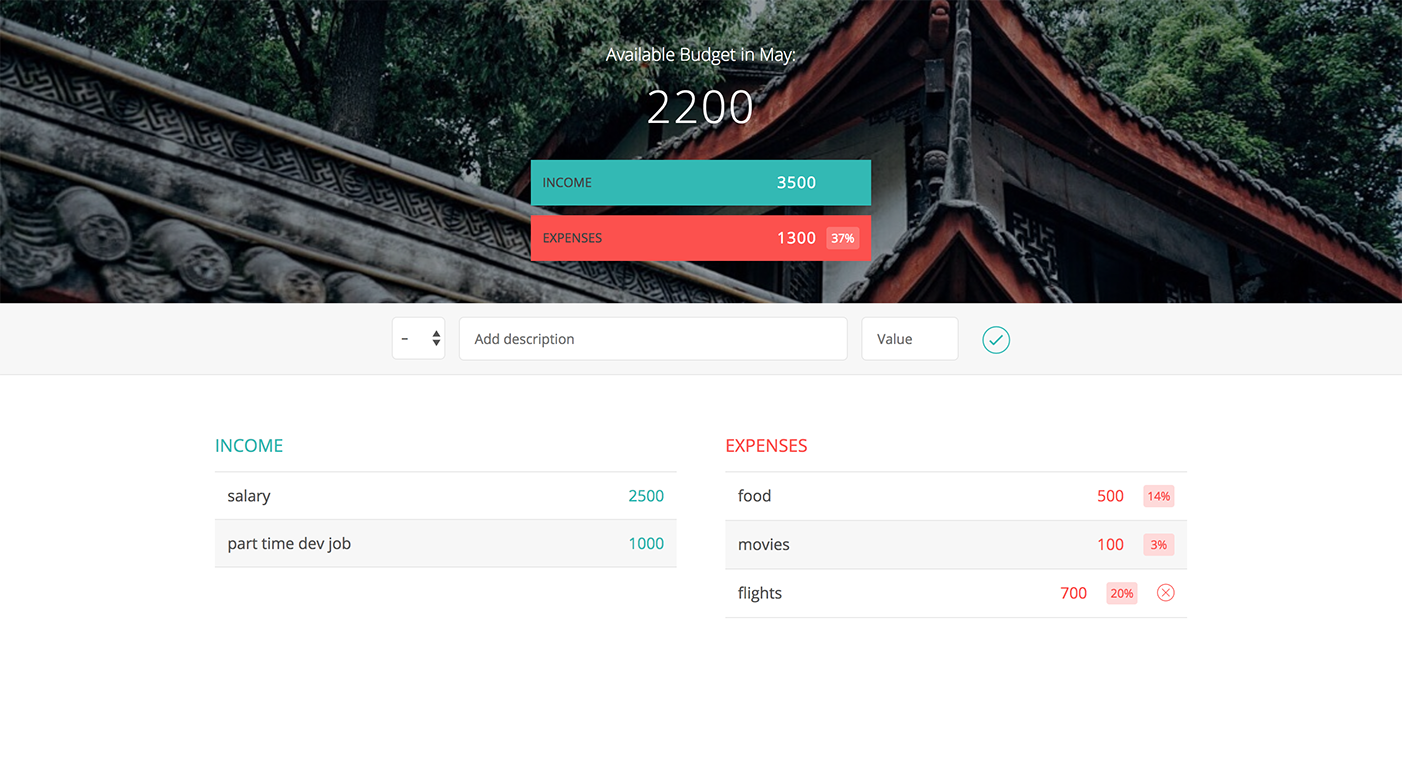 Available Budget in May:
2200
INCOME 3500
EXPENSES 1300 37%
- Add description Value
INCOME
salary 2500
part time dev job 1000
EXPENSES
food 500 14%
movies 100 3%
flights 700 20%